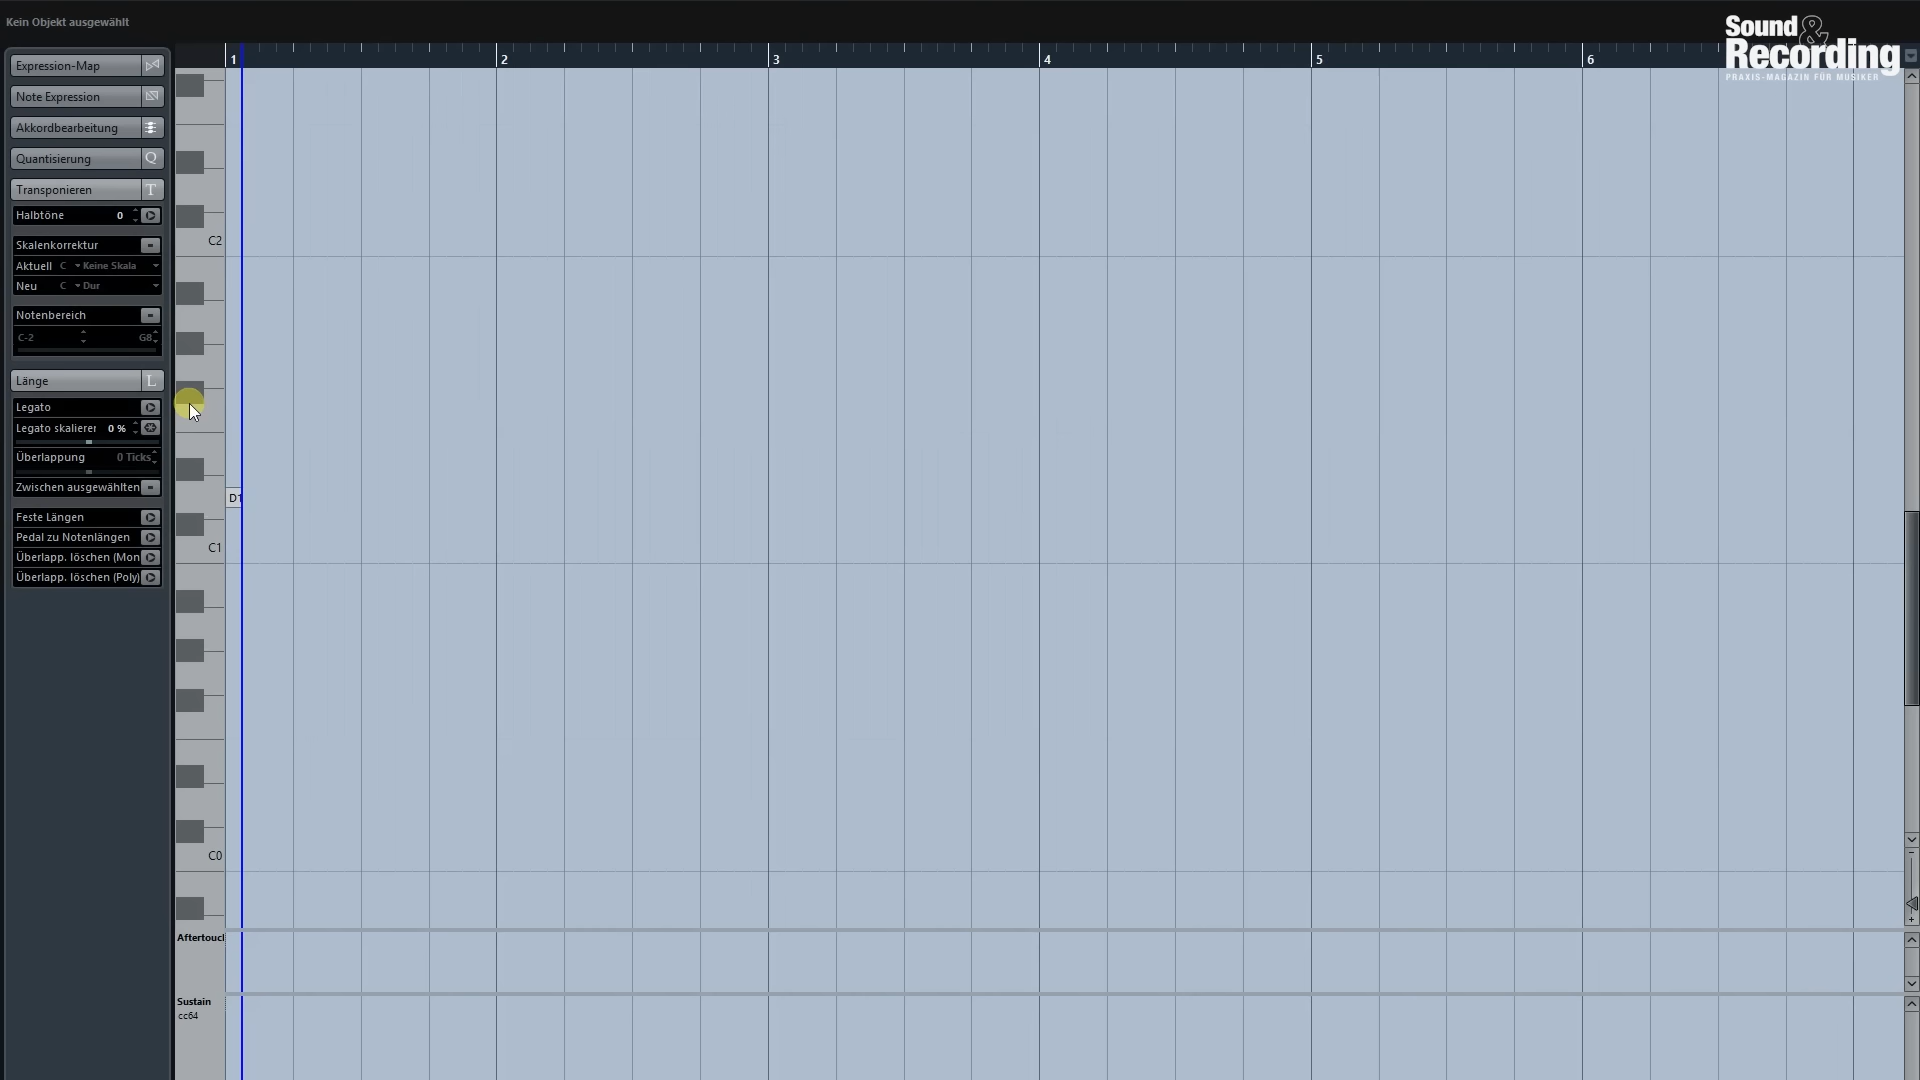 Kein Objekt ausgewählt
Sound &
Recording
PRAXIS-MAGAZIN FÜR MUSIKER
1 2 3 4 5 6
Expression-Map
Note Expression
Akkordbearbeitung
Quantisierung Q
Transponieren T
Halbtöne 0
Skalenkorrektur
Aktuell C Keine Skala
Neu C Dur
Notenbereich
C-2 G8
Länge L
Legato
Legato skalierer 0 %
Überlappung 0 Ticks
Zwischen ausgewählten
Feste Längen
Pedal zu Notenlängen
Überlapp. löschen (Mon
Überlapp. löschen (Poly)
C2
D1
C1
C0
Aftertoucl
Sustain
cc64